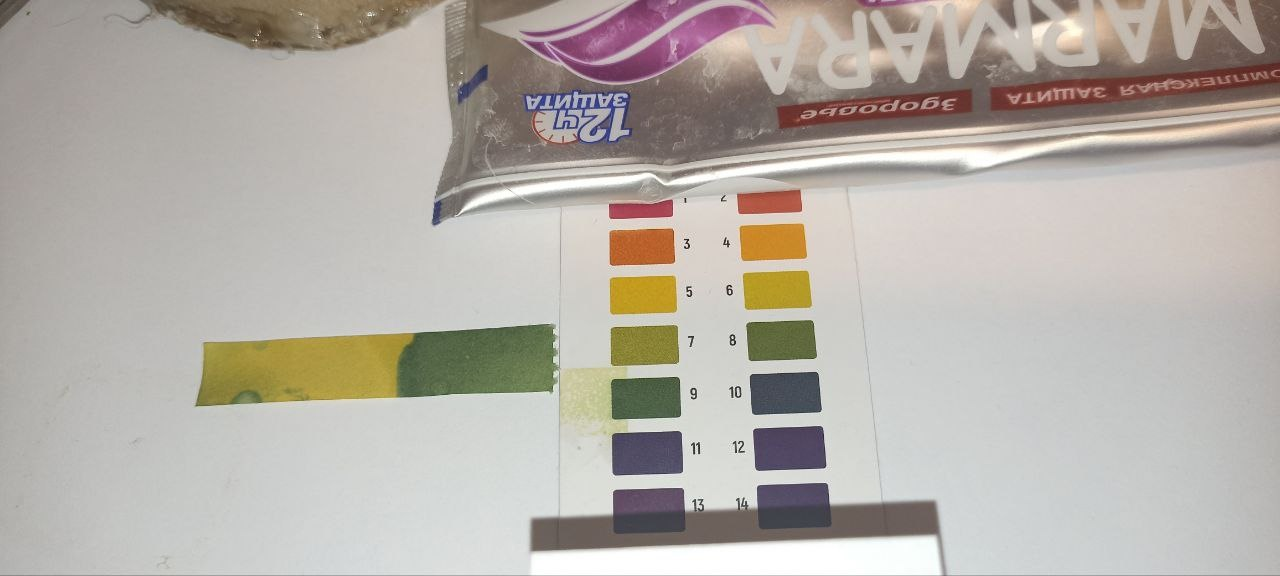 MARMARA
Здоровье
КОМПЛЕКСНАЯ ЗАЩИТА
12Ч
ЗАЩИТА
1 2
3 4
5 6
7 8
9 10
11 12
13 14